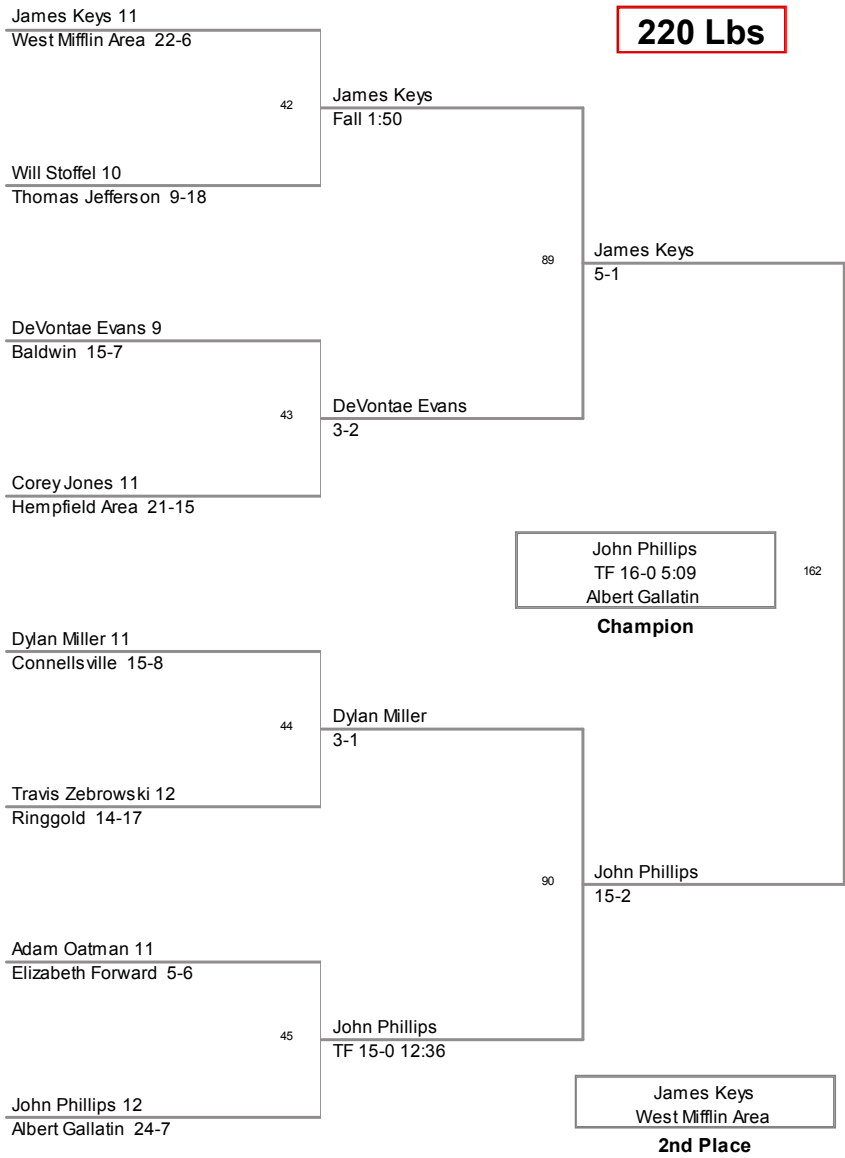 220 Lbs
James Keys 11
West Mifflin Area 22-6
42
James Keys
Fall 1:50
Will Stoffel 10
Thomas Jefferson 9-18
89
James Keys
5-1
DeVontae Evans 9
Baldwin 15-7
43
DeVontae Evans
3-2
Corey Jones 11
Hempfield Area 21-15
John Phillips
TF 16-0 5:09
Albert Gallatin
Champion
162
Dylan Miller 11
Connellsville 15-8
44
Dylan Miller
3-1
Travis Zebrowski 12
Ringgold 14-17
90
John Phillips
15-2
Adam Oatman 11
Elizabeth Forward 5-6
45
John Phillips
TF 15-0 12:36
John Phillips 12
Albert Gallatin 24-7
James Keys
West Mifflin Area
2nd Place